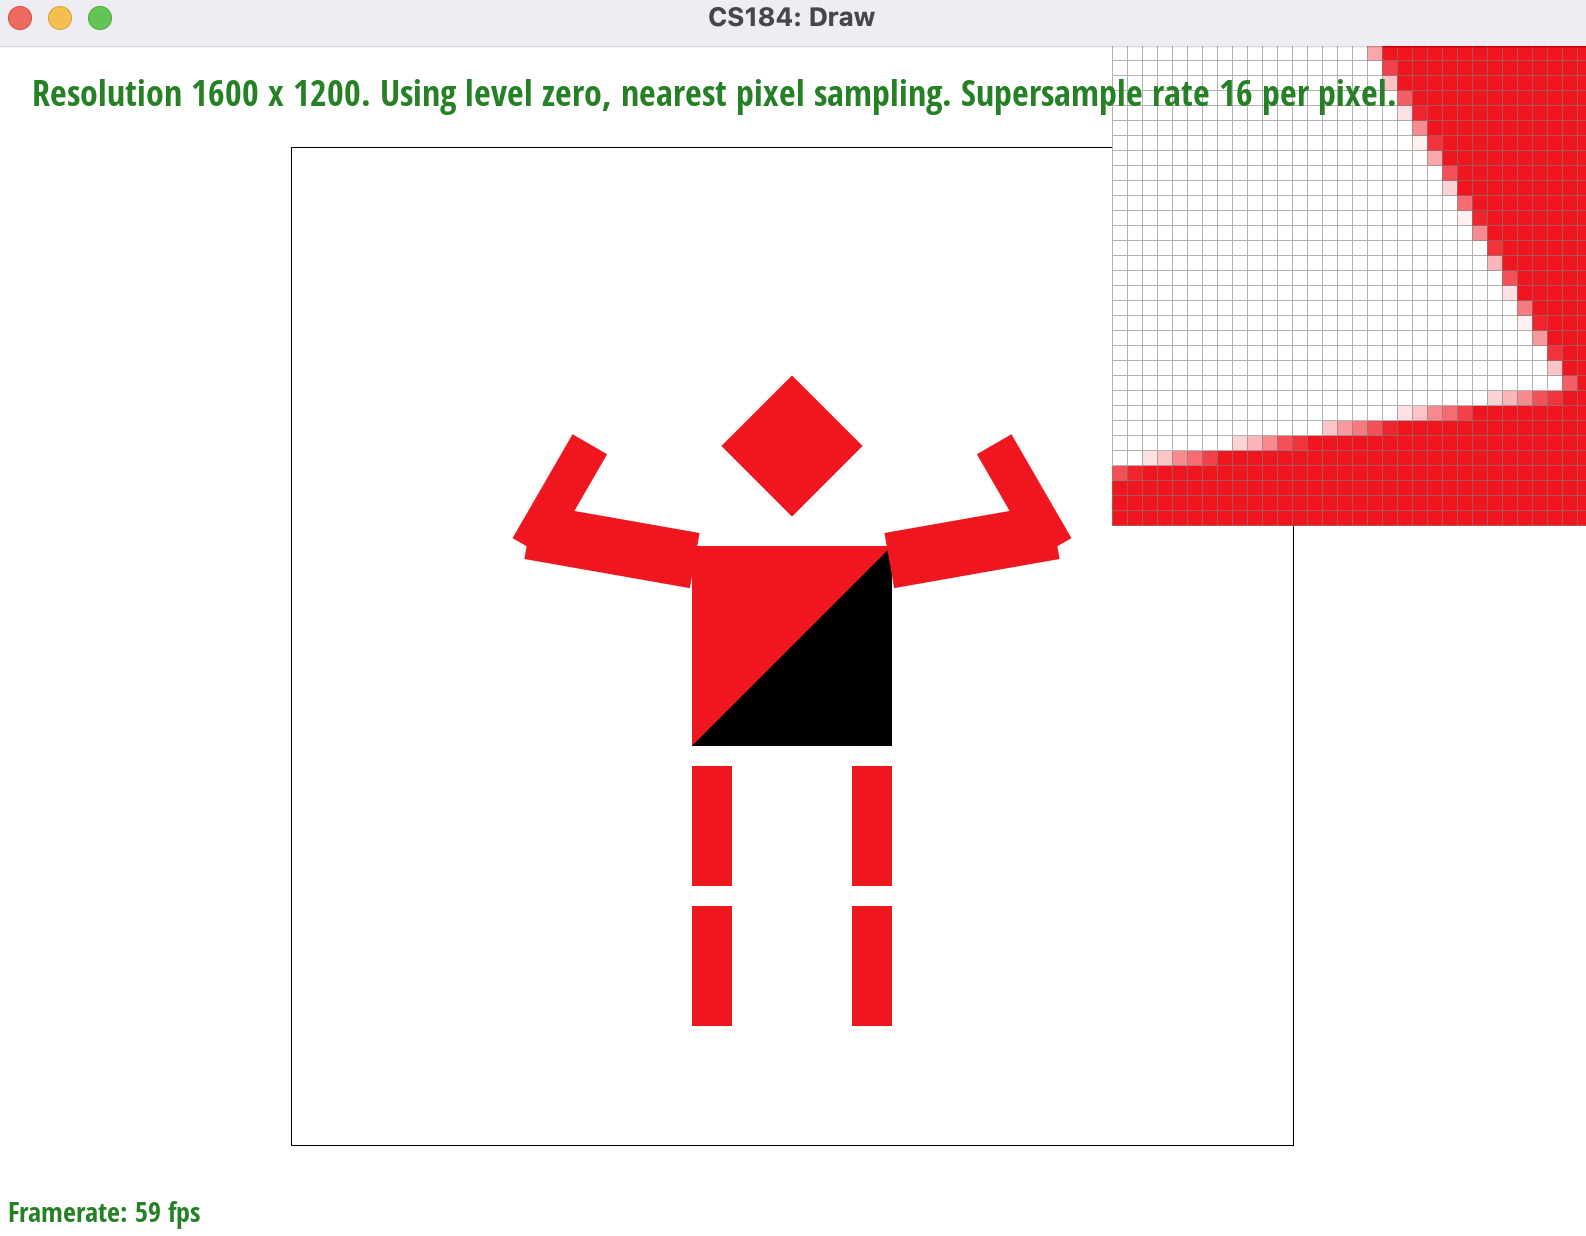 CS184: Draw
Resolution 1600 x 1200. Using level zero, nearest pixel sampling. Supersample rate 16 per pixel.
Framerate: 59 fps